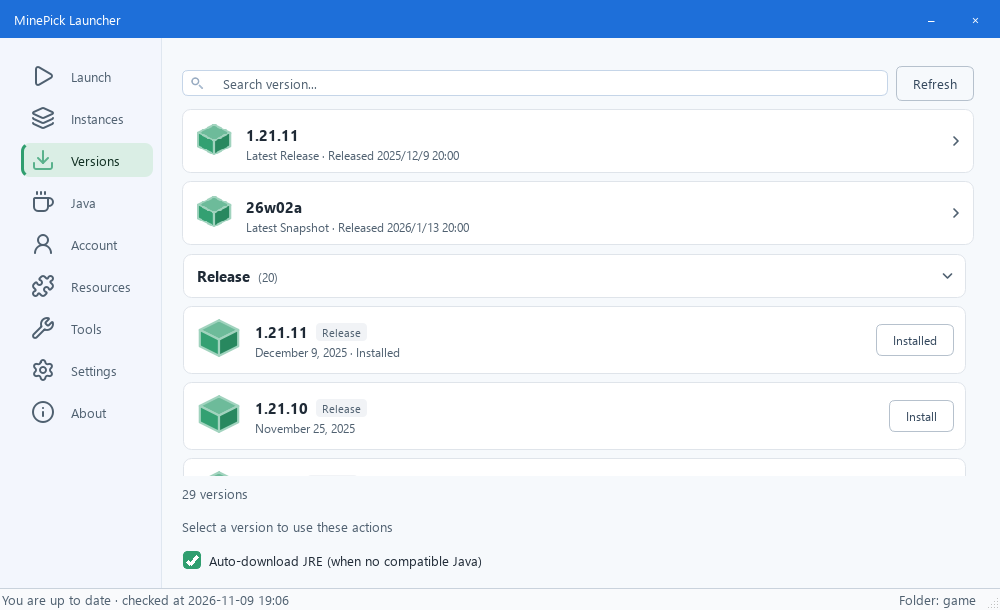 MinePick Launcher
Launch
Instances
Versions
Java
Account
Resources
Tools
Settings
About
Search version...
Refresh
1.21.11
Latest Release · Released 2025/12/9 20:00
26w02a
Latest Snapshot · Released 2026/1/13 20:00
Release (20)
1.21.11 Release
December 9, 2025 · Installed
Installed
1.21.10 Release
November 25, 2025
Install
29 versions
Select a version to use these actions
Auto-download JRE (when no compatible Java)
You are up to date · checked at 2026-11-09 19:06
Folder: game